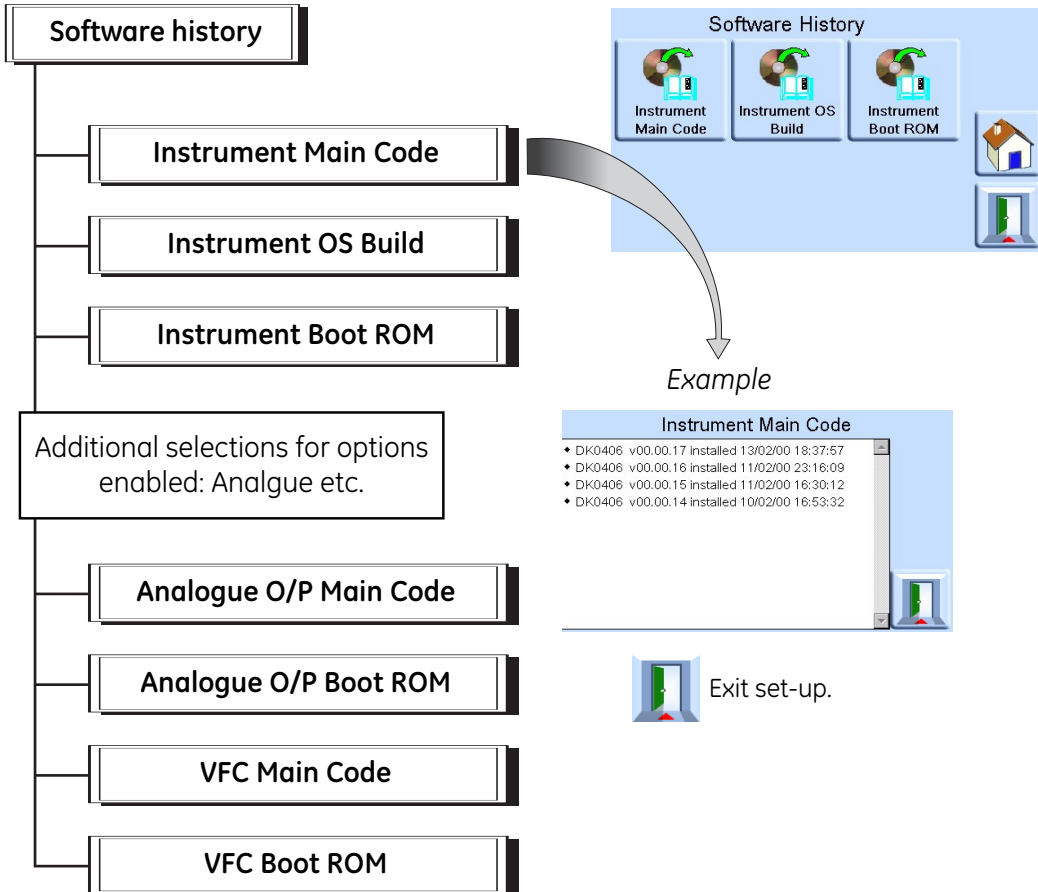 Software history
Instrument Main Code
Instrument OS Build
Instrument Boot ROM
Additional selections for options
enabled: Analgue etc.
Analogue O/P Main Code
Analogue O/P Boot ROM
VFC Main Code
VFC Boot ROM
Software History
Instrument
Main Code
Instrument OS
Build
Instrument
Boot ROM
Example
Instrument Main Code
DK0406 v00.00.17 installed 13/02/00 18:37:57
DK0406 v00.00.16 installed 11/02/00 23:16:09
DK0406 v00.00.15 installed 11/02/00 16:30:12
DK0406 v00.00.14 installed 10/02/00 16:53:32
Exit set-up.